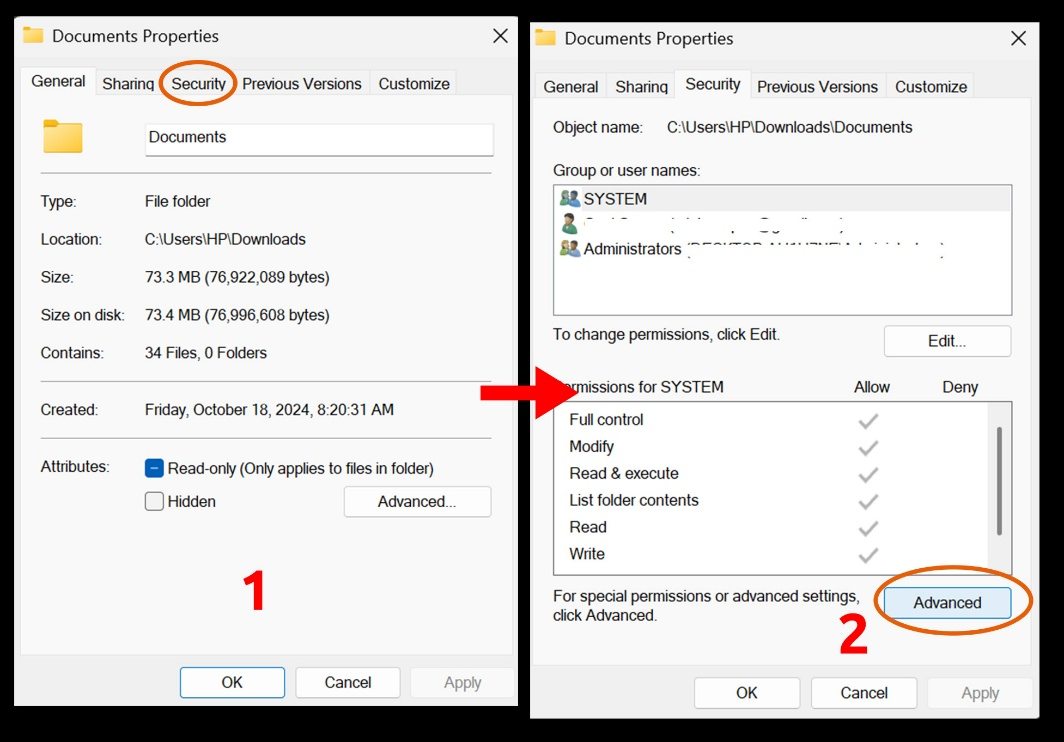 Documents Properties
General Sharing Security Previous Versions Customize
Documents
Type: File folder
Location: C:\Users\HP\Downloads
Size: 73.3 MB (76,922,089 bytes)
Size on disk: 73.4 MB (76,996,608 bytes)
Contains: 34 Files, 0 Folders
Created: Friday, October 18, 2024, 8:20:31 AM
Attributes: Read-only (Only applies to files in folder)
Hidden Advanced...
1
OK Cancel Apply
Documents Properties
General Sharing Security Previous Versions Customize
Object name: C:\Users\HP\Downloads\Documents
Group or user names:
SYSTEM
Administrators
To change permissions, click Edit.
Edit...
for SYSTEM Allow Deny
Full control
Modify
Read & execute
List folder contents
Read
Write
For special permissions or advanced settings,
click Advanced.
Advanced
2
OK Cancel Apply